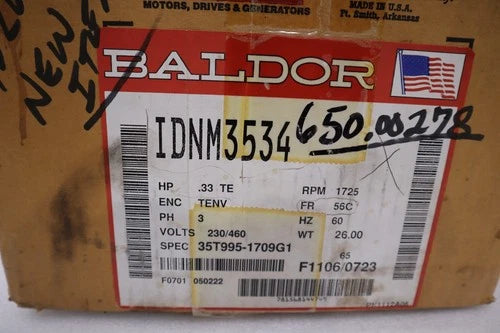 MOTORS, DRIVES & GENERATORS
MADE IN U.S.A.
Ft. Smith, Arkansas
NEW
BALDOR
IDNM3534
650.00 278
HP .33 TE RPM 1725
ENC TENV FR 56C
PH 3 HZ 60
VOLTS 230/460 WT 26.00
SPEC 35T995-1709G1
65
F1106/0723
F0701 050222